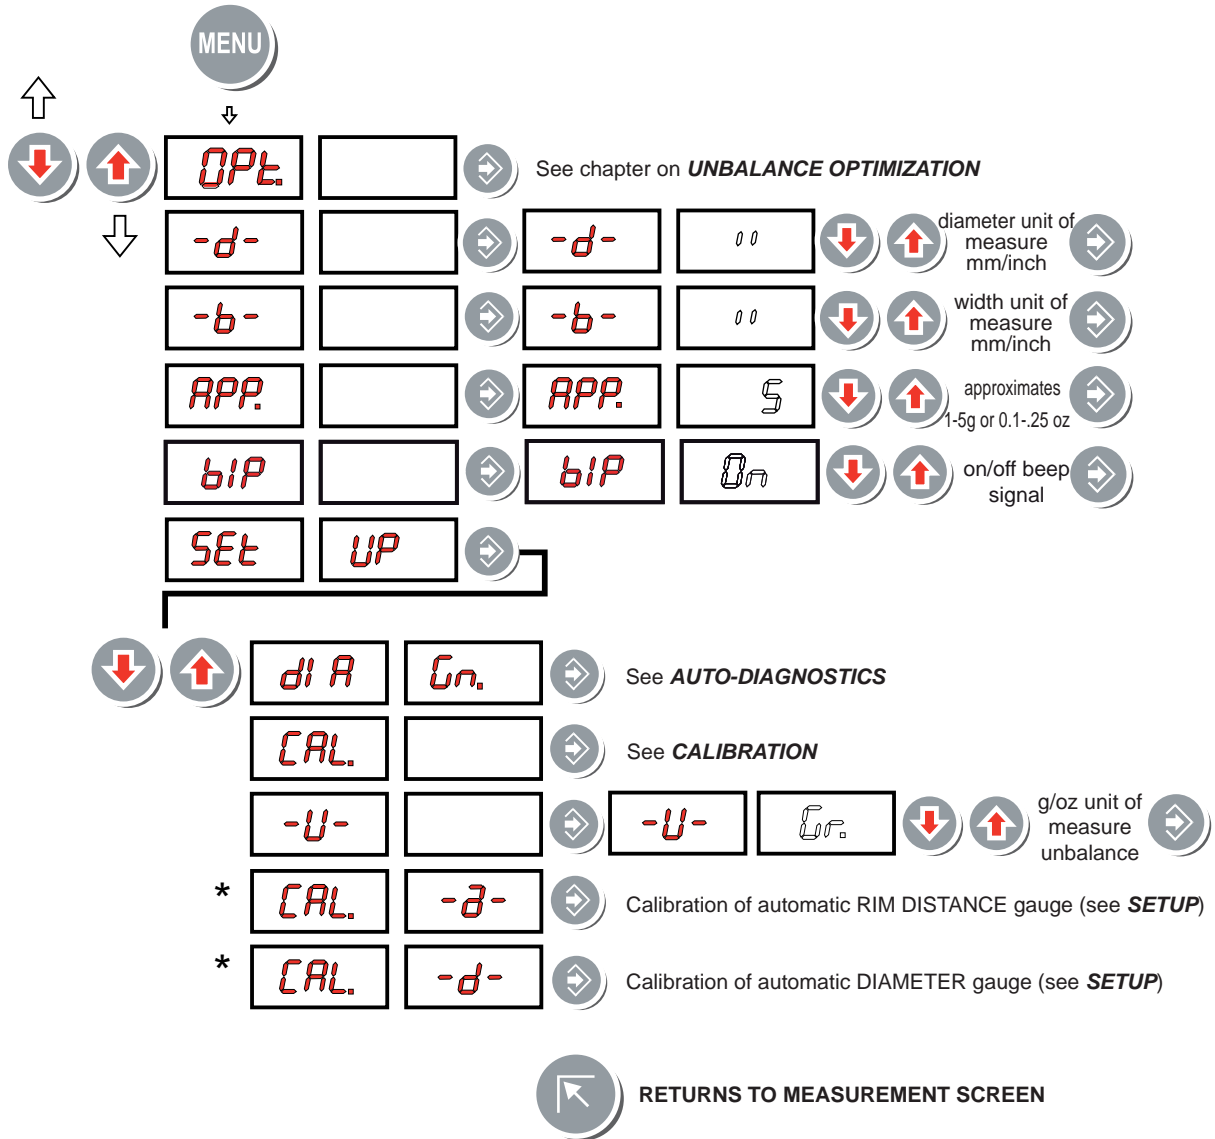 MENU
OPt.
See chapter on UNBALANCE OPTIMIZATION
-d-
-d- ''
diameter unit of
measure
mm/inch
-b-
-b- ''
width unit of
measure
mm/inch
APP.
APP. 5
approximates
1-5g or 0.1-.25 oz
bIP
bIP On
on/off beep
signal
SEt UP
dI A Gn.
See AUTO-DIAGNOSTICS
CAL.
See CALIBRATION
-U-
-U- Gr.
g/oz unit of
measure
unbalance
* CAL. -a-
Calibration of automatic RIM DISTANCE gauge (see SETUP)
* CAL. -d-
Calibration of automatic DIAMETER gauge (see SETUP)
RETURNS TO MEASUREMENT SCREEN